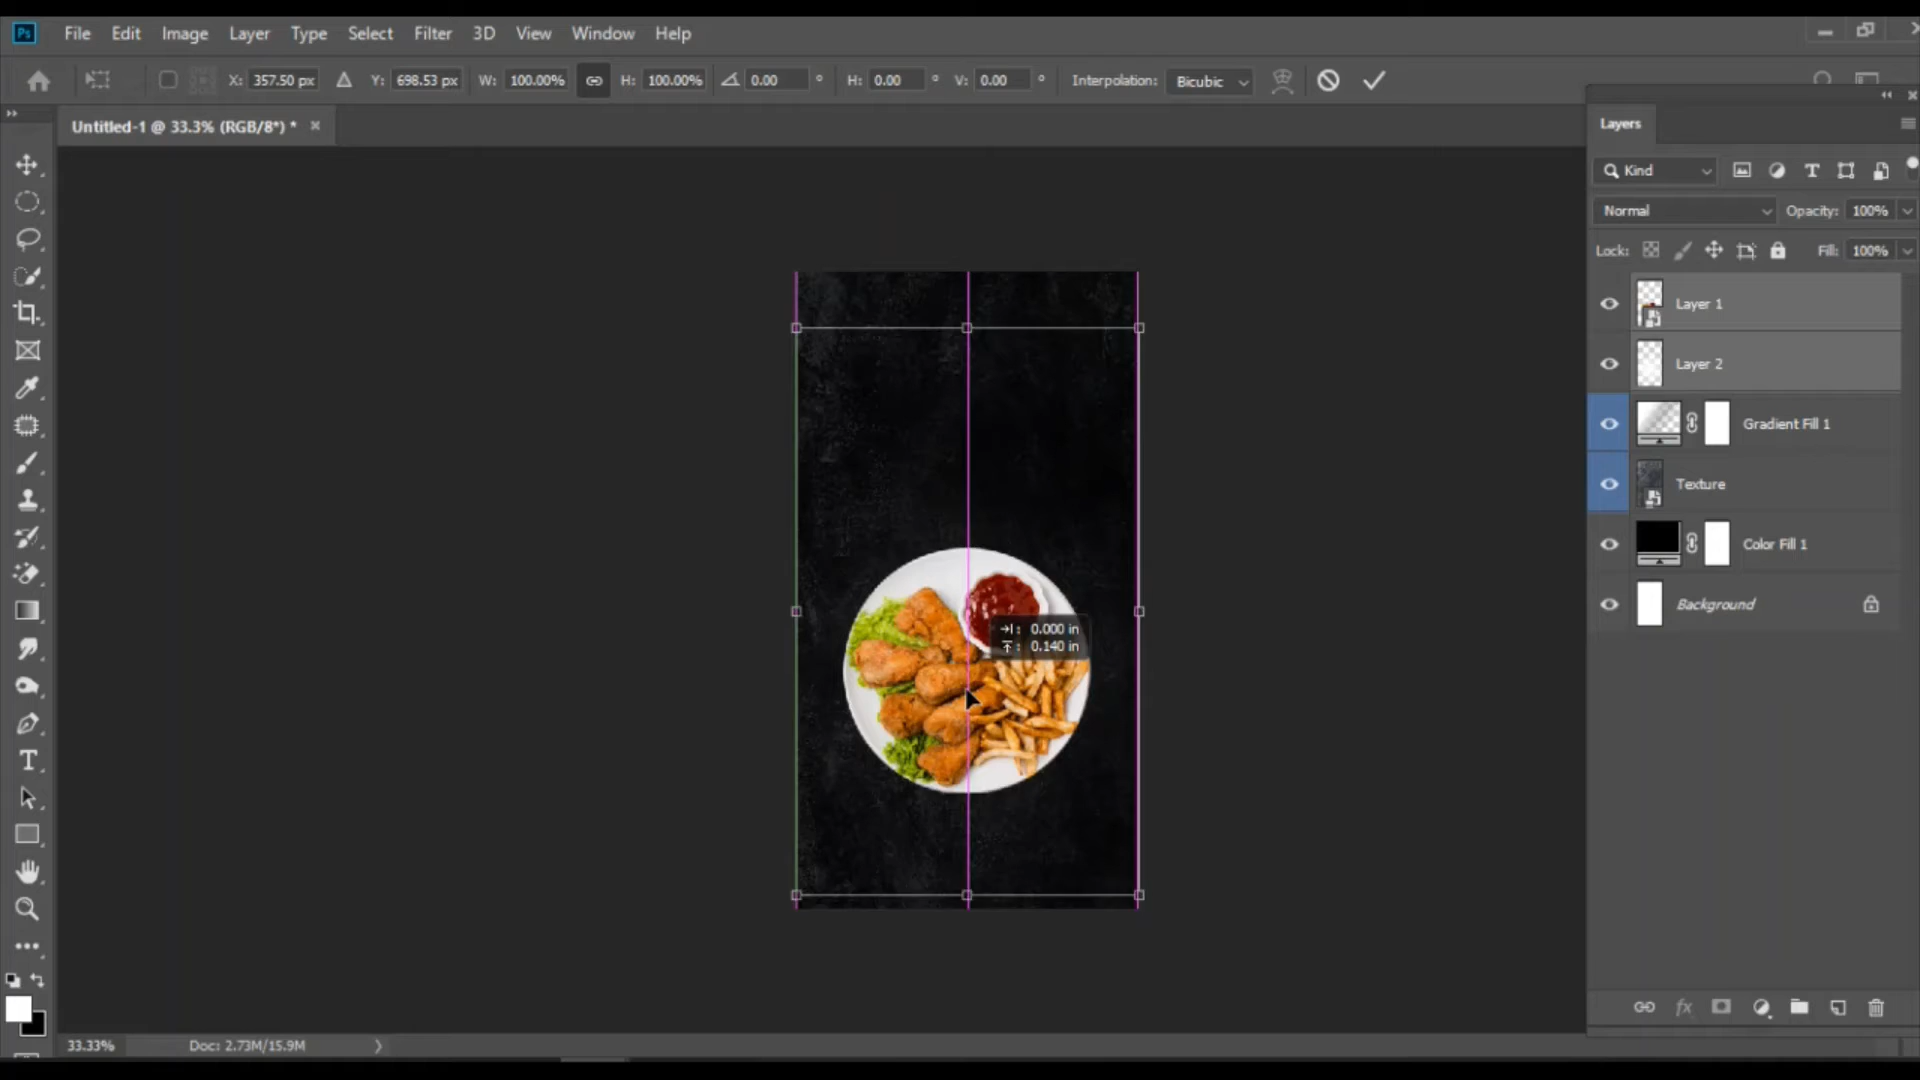 Ps File Edit Image Layer Type Select Filter 3D View Window Help
X: 357.50 px Y: 698.53 px W: 100.00% H: 100.00% 0.00 ° H: 0.00 ° V: 0.00 ° Interpolation: Bicubic
Untitled-1 @ 33.3% (RGB/8*) * ×
Layers
Kind
Normal Opacity: 100%
Lock: Fill: 100%
Layer 1
Layer 2
Gradient Fill 1
Texture
Color Fill 1
Background
: 0.000 in
: 0.140 in
T
fx
33.33% Doc: 2.73M/15.9M